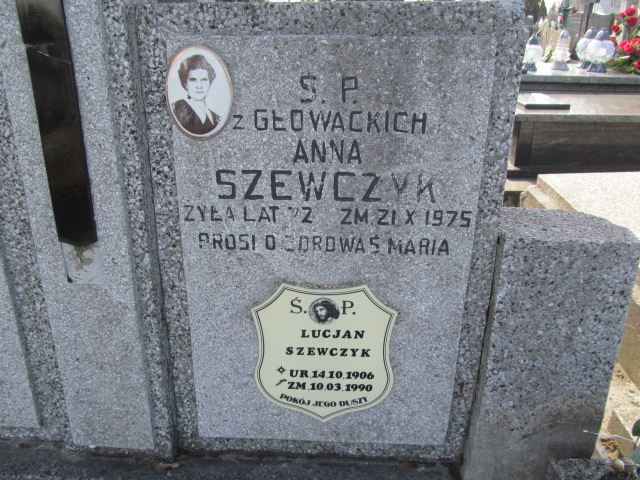 Ś. P.
z GŁOWACKICH
ANNA
SZEWCZYK
ŻYŁA LAT 72 ZM 21 X 1975
PROSI O ZDROWAŚ MARIA
Ś. P.
LUCJAN
SZEWCZYK
UR. 14.10.1906
ZM. 10.03.1990
POKÓJ JEGO DUSZY